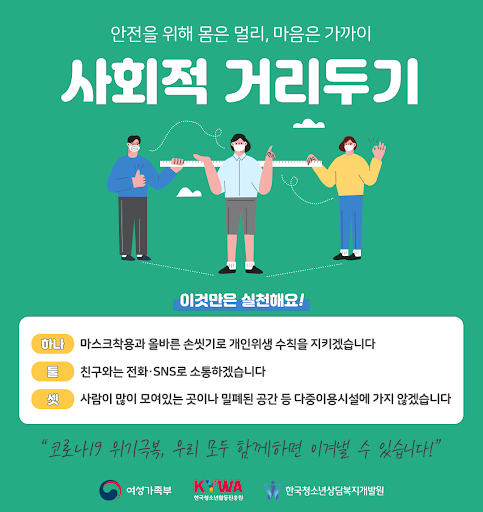 안전을 위해 몸은 멀리, 마음은 가까이
사회적 거리두기
이것만은 실천해요!
하나 마스크착용과 올바른 손씻기로 개인위생 수칙을 지키겠습니다
둘 친구와는 전화·SNS로 소통하겠습니다
셋 사람이 많이 모여있는 곳이나 밀폐된 공간 등 다중이용시설에 가지 않겠습니다
“코로나19 위기극복, 우리 모두 함께하면 이겨낼 수 있습니다!”
여성가족부 KYWA 한국청소년상담복지개발원
한국청소년활동진흥원